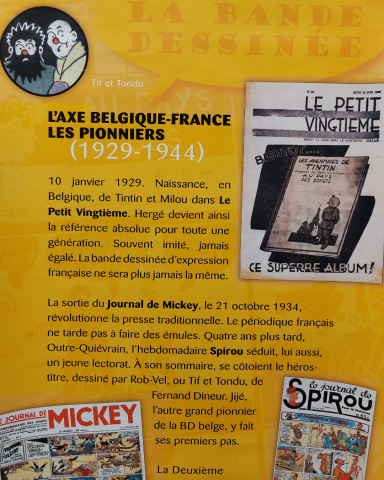 LA BANDE
DESSINÉE
Tif et Tondu
L'AXE BELGIQUE-FRANCE
LES PIONNIERS
(1929-1944)
10 janvier 1929. Naissance, en
Belgique, de Tintin et Milou dans Le
Petit Vingtième. Hergé devient ainsi
la référence absolue pour toute une
génération. Souvent imité, jamais
égalé. La bande dessinée d'expression
française ne sera plus jamais la même.
LE PETIT
VINGTIEME
BIENTOT....
LES AVENTURES DE
TINTIN
AU PAYS
DES SOVIETS
CE SUPERBE ALBUM!
La sortie du Journal de Mickey, le 21 octobre 1934,
révolutionne la presse traditionnelle. Le périodique français
ne tarde pas à faire des émules. Quatre ans plus tard,
Outre-Quiévrain, l'hebdomadaire Spirou séduit, lui aussi,
un jeune lectorat. À son sommaire, se côtoient le héros-
titre, dessiné par Rob-Vel, ou Tif et Tondu, de
Fernand Dineur. Jijé,
l'autre grand pionnier
de la BD belge, y fait
ses premiers pas.
La Deuxième
LE JOURNAL DE
MICKEY
le journal de
SPIROU